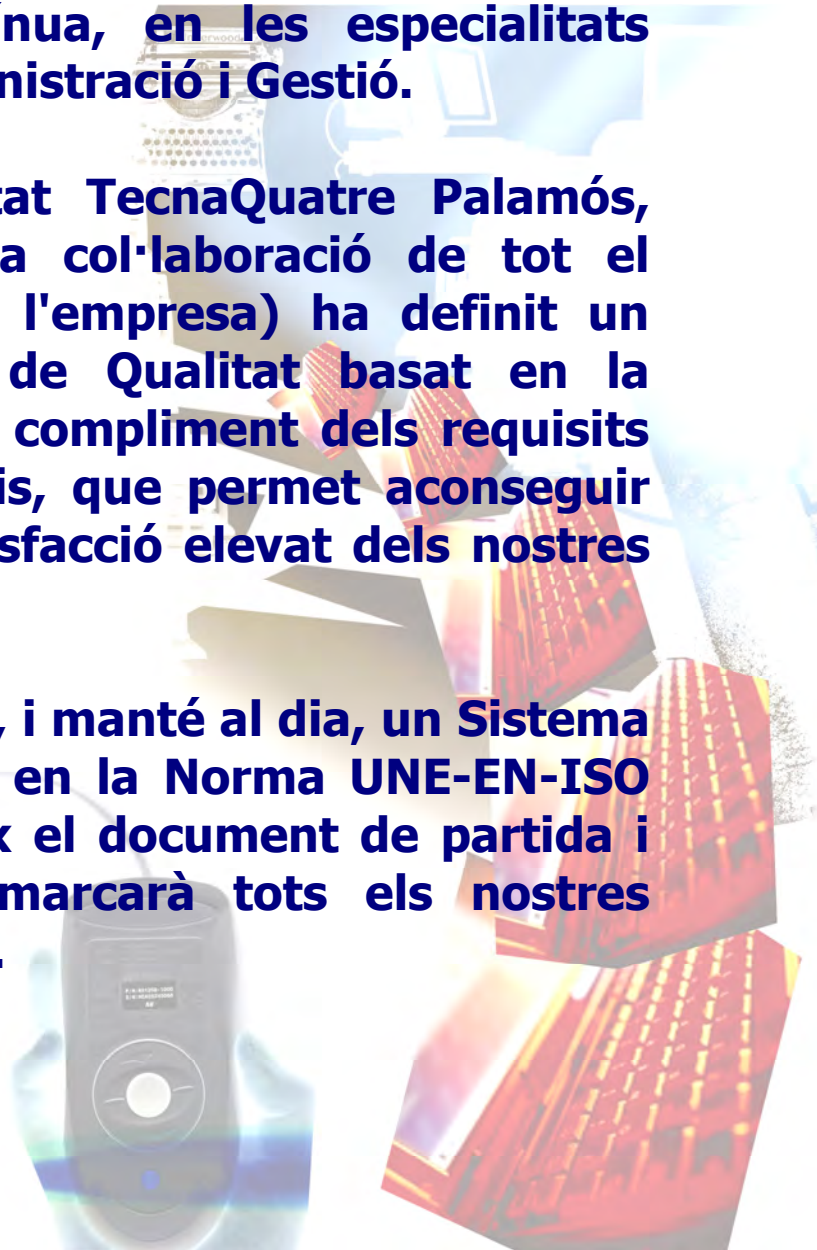 nua, en les especialitats
nistració i Gestió.
tat TecnaQuatre Palamós,
a col·laboració de tot el
l'empresa) ha definit un
de Qualitat basat en la
compliment dels requisits
is, que permet aconseguir
sfacció elevat dels nostres
, i manté al dia, un Sistema
en la Norma UNE-EN-ISO
x el document de partida i
marcarà tots els nostres
.